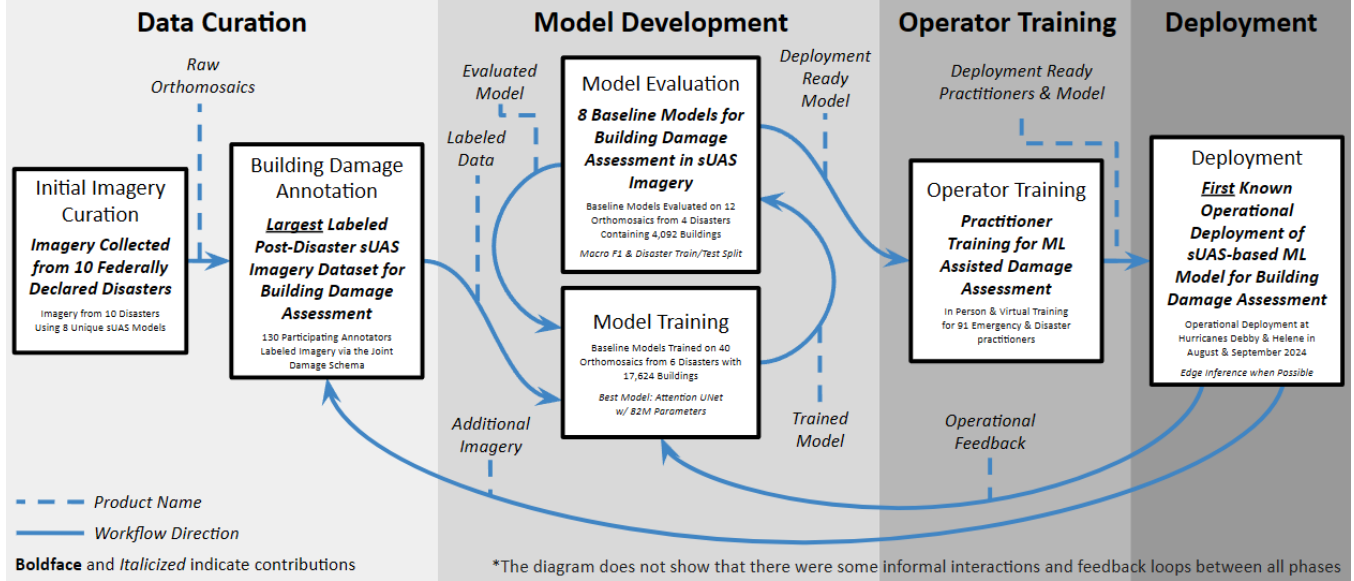 Data Curation
Model Development
Operator Training
Deployment
Raw
Orthomosaics
Evaluated
Model
Labeled
Data
Deployment
Ready
Model
Deployment Ready
Practitioners & Model
Initial Imagery
Curation
Imagery Collected
from 10 Federally
Declared Disasters
Imagery from 10 Disasters
Using 8 Unique sUAS Models
Building Damage
Annotation
Largest Labeled
Post-Disaster sUAS
Imagery Dataset for
Building Damage
Assessment
130 Participating Annotators
Labeled Imagery via the Joint
Damage Schema
Model Evaluation
8 Baseline Models for
Building Damage
Assessment in sUAS
Imagery
Baseline Models Evaluated on 12
Orthomosaics from 4 Disasters
Containing 4,092 Buildings
Macro F1 & Disaster Train/Test Split
Model Training
Baseline Models Trained on 40
Orthomosaics from 6 Disasters with
17,624 Buildings
Best Model: Attention UNet
w/ 82M Parameters
Operator Training
Practitioner
Training for ML
Assisted Damage
Assessment
In Person & Virtual Training
for 91 Emergency & Disaster
practitioners
Deployment
First Known
Operational
Deployment of
sUAS-based ML
Model for Building
Damage Assessment
Operational Deployment at
Hurricanes Debby & Helene in
August & September 2024
Edge Inference when Possible
Additional
Imagery
Trained
Model
Operational
Feedback
Product Name
Workflow Direction
Boldface and Italicized indicate contributions
*The diagram does not show that there were some informal interactions and feedback loops between all phases